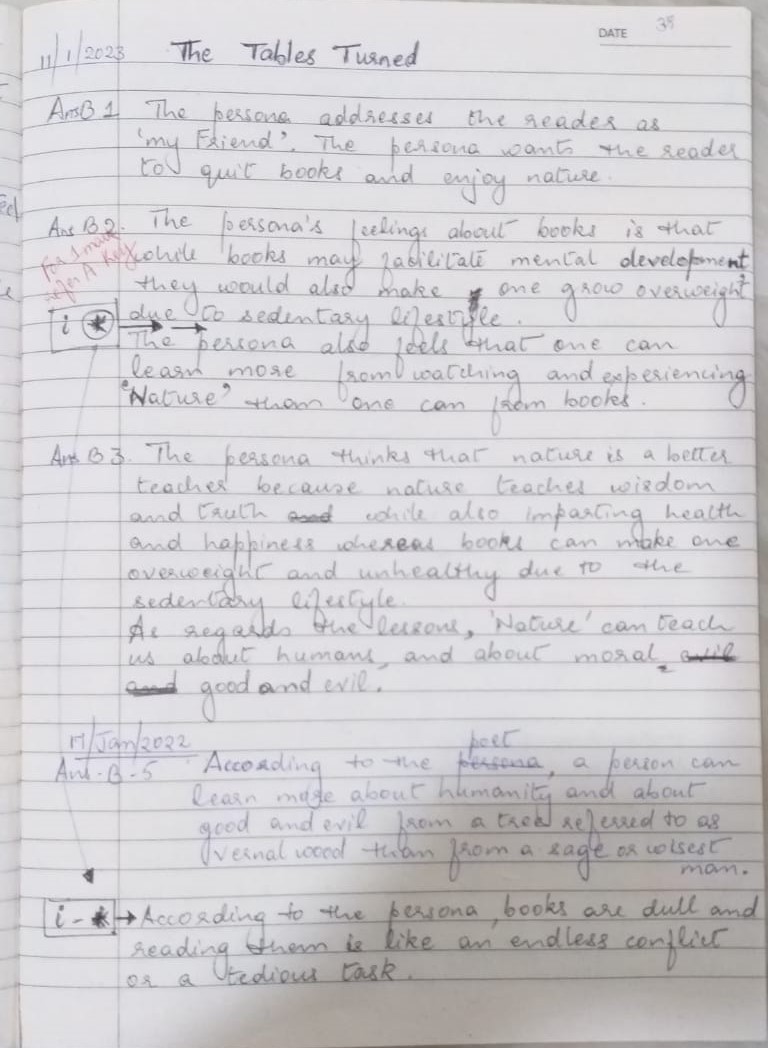 DATE 35
11/1/2023 The Tables Turned
Ans B 1 The persona addresses the reader as
'my Friend'. The persona wants the reader
to quit books and enjoy nature.
Ans B 2. The persona's feelings about books is that
For 1 mark
while books may facilitate mental development,
refer A Key
they would also make one grow overweight
i * due to sedentary lifestyle.
The persona also feels that one can
learn more from watching and experiencing
'Nature' than one can from books.
Ans B 3. The persona thinks that nature is a better
teacher because nature teaches wisdom
and truth and while also imparting health
and happiness whereas books can make one
overweight and unhealthy due to the
sedentary lifestyle.
As regards the lessons, 'Nature' can teach
us about humans, and about moral, evil
and good and evil.
17/Jan/2022 poet
Ans-B-5 According to the persona, a person can
learn more about humanity and about
good and evil from a tree referred to as
vernal wood than from a sage or wisest
man.
i - * → According to the persona, books are dull and
reading them is like an endless conflict
or a tedious task.